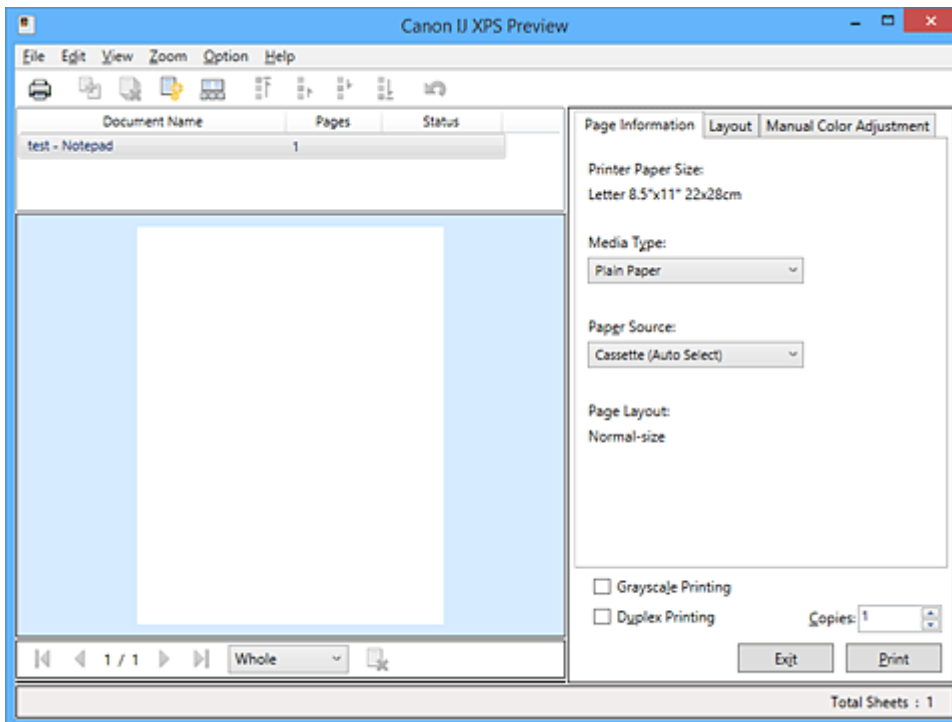 Canon IJ XPS Preview
File Edit View Zoom Option Help
Document Name Pages Status
test - Notepad 1
Page Information Layout Manual Color Adjustment
Printer Paper Size:
Letter 8.5"x11" 22x28cm
Media Type:
Plain Paper
Paper Source:
Cassette (Auto Select)
Page Layout:
Normal-size
Grayscale Printing
Duplex Printing Copies: 1
1 / 1 Whole
Exit Print
Total Sheets : 1